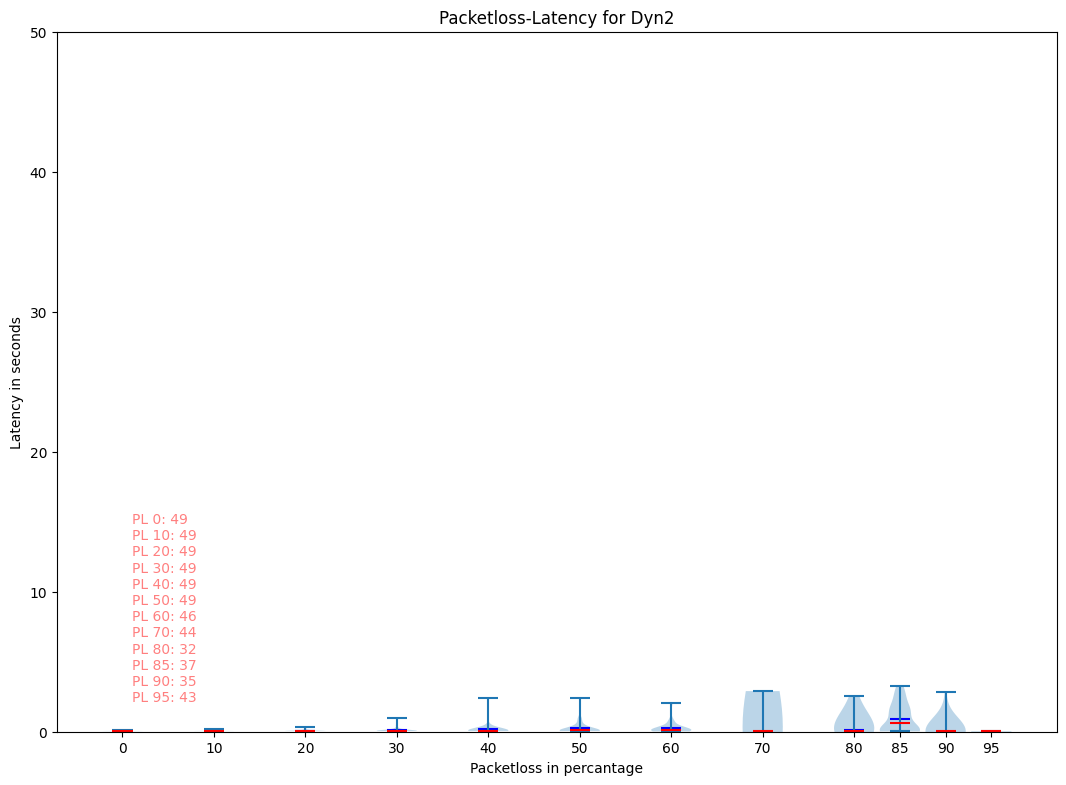 Packetloss-Latency for Dyn2
50
40
30
20
10
0
Latency in seconds
PL 0: 49
PL 10: 49
PL 20: 49
PL 30: 49
PL 40: 49
PL 50: 49
PL 60: 46
PL 70: 44
PL 80: 32
PL 85: 37
PL 90: 35
PL 95: 43
0 10 20 30 40 50 60 70 80 85 90 95
Packetloss in percantage